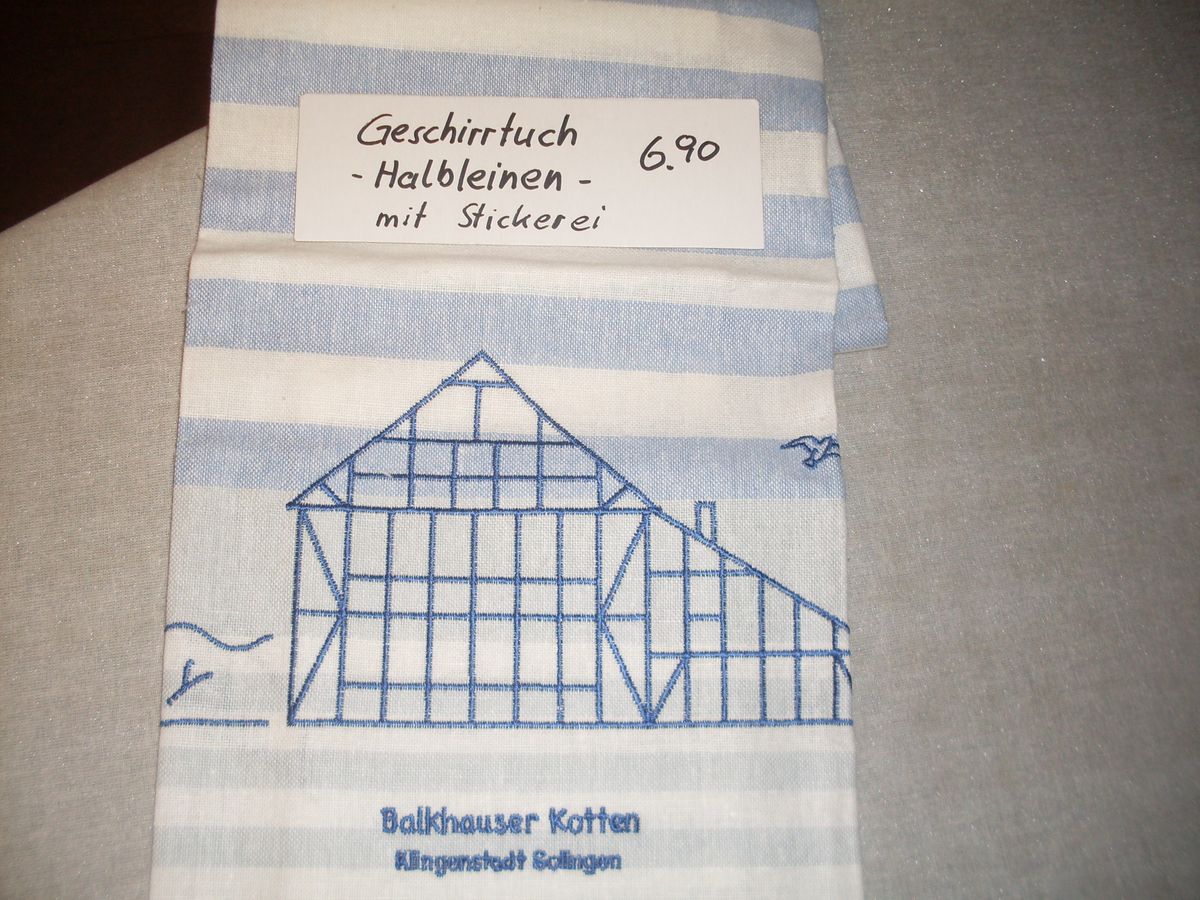 Geschirrtuch 6.90
- Halbleinen -
mit Stickerei
Balkhauser Kotten
Klingenstadt Solingen